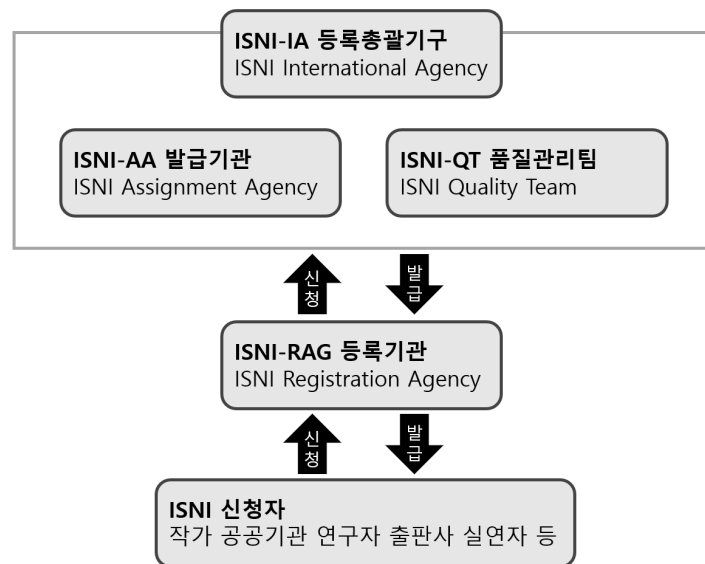 ISNI-IA 등록총괄기구
ISNI International Agency
ISNI-AA 발급기관
ISNI Assignment Agency
ISNI-QT 품질관리팀
ISNI Quality Team
신청
발급
ISNI-RAG 등록기관
ISNI Registration Agency
신청
발급
ISNI 신청자
작가 공공기관 연구자 출판사 실연자 등